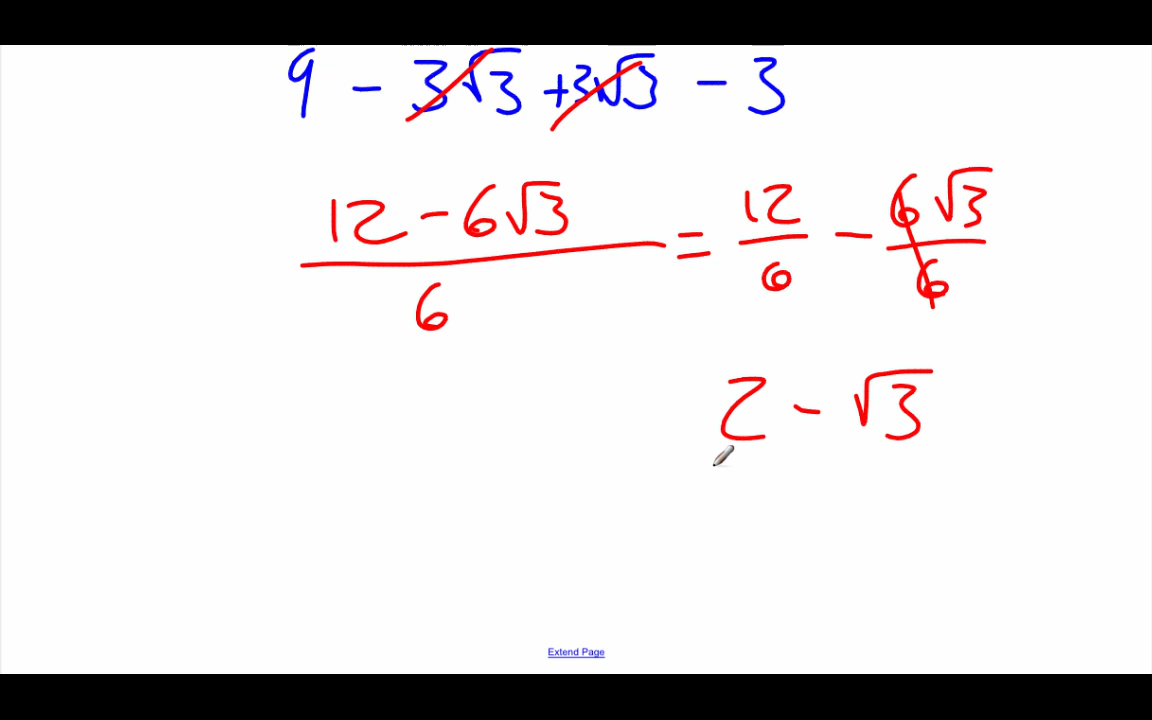 9 - 3√3 + 3√3 - 3
12 - 6√3 / 6 = 12 / 6 - 6√3 / 6
2 - √3
Extend Page